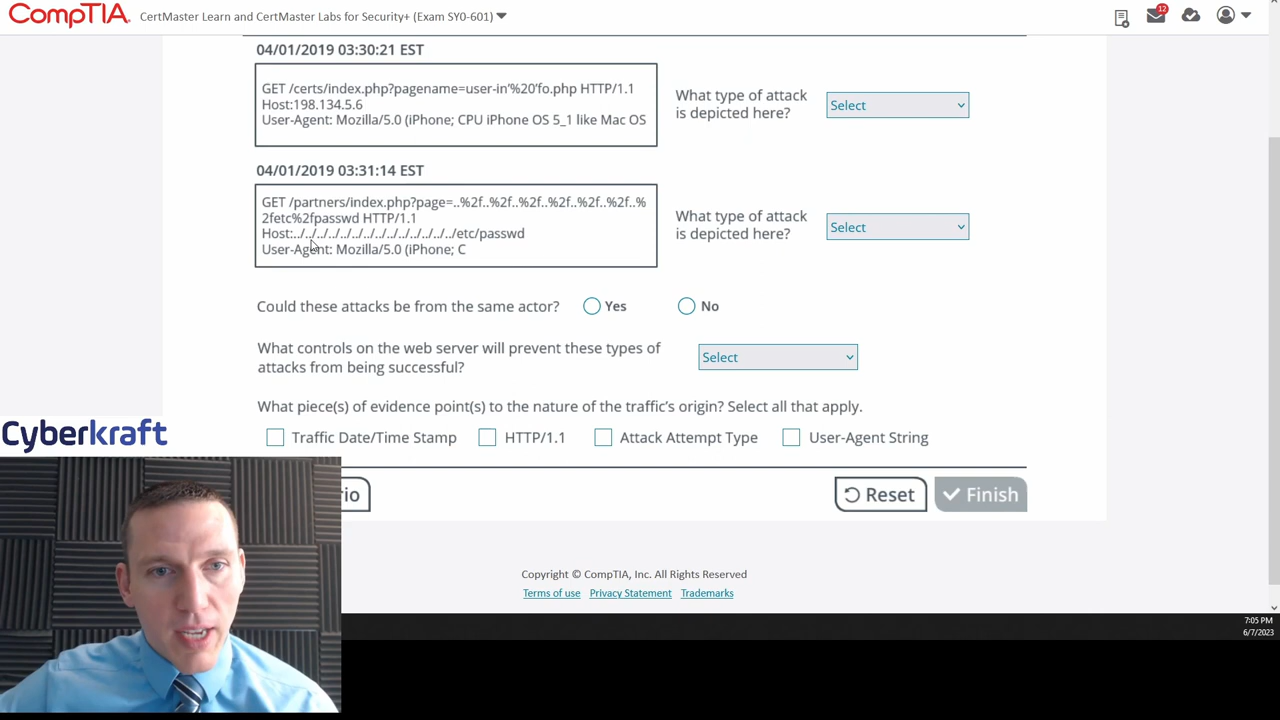 CompTIA.
CertMaster Learn and CertMaster Labs for Security+ (Exam SY0-601)
12
04/01/2019 03:30:21 EST
GET /certs/index.php?pagename=user-in'%20'fo.php HTTP/1.1
Host:198.134.5.6
User-Agent: Mozilla/5.0 (iPhone; CPU iPhone OS 5_1 like Mac OS
What type of attack
is depicted here?
Select
04/01/2019 03:31:14 EST
GET /partners/index.php?page=..%2f..%2f..%2f..%2f..%2f..%2f..%
2fetc%2fpasswd HTTP/1.1
Host:../../../../../../../../../../../../../../etc/passwd
User-Agent: Mozilla/5.0 (iPhone; C
What type of attack
is depicted here?
Select
Could these attacks be from the same actor?
Yes
No
What controls on the web server will prevent these types of
attacks from being successful?
Select
What piece(s) of evidence point(s) to the nature of the traffic's origin? Select all that apply.
Traffic Date/Time Stamp
HTTP/1.1
Attack Attempt Type
User-Agent String
Cyberkraft
io
Reset
Finish
Copyright © CompTIA, Inc. All Rights Reserved
Terms of use
Privacy Statement
Trademarks
7:05 PM
6/7/2023